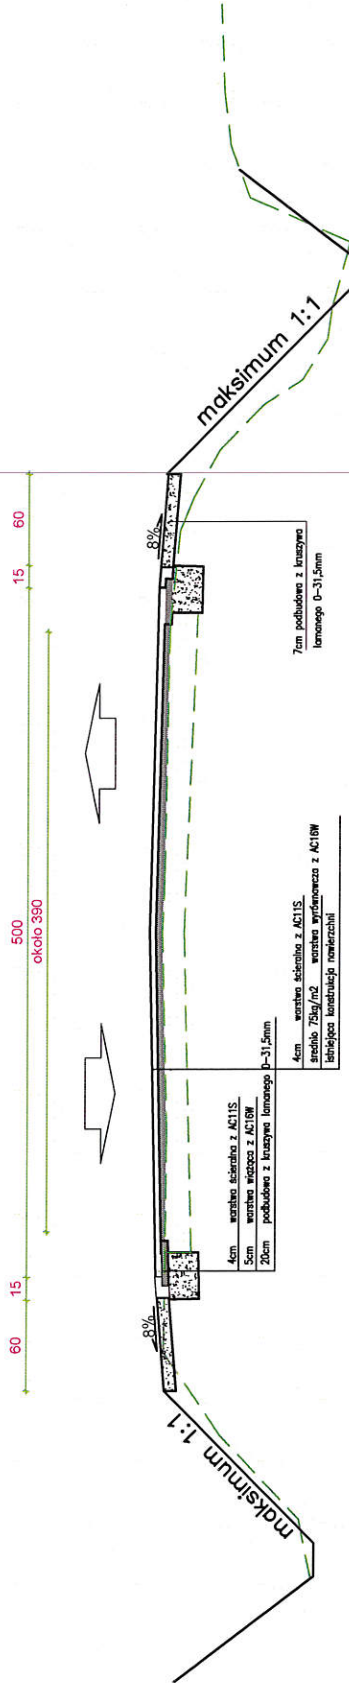 60
15
500
15
60
około 390
8%
8%
maksimum 1:1
maksimum 1:1
4cm warstwa ścieralna z AC11S
5cm warstwa wiążąca z AC16W
20cm podbudowa z kruszywa łamanego 0-31,5mm
4cm warstwa ścieralna z AC11S
średnio 75kg/m2 warstwa wyrównawcza z AC16W
istniejąca konstrukcja nawierzchni
7cm podbudowa z kruszywa
łamanego 0-31,5mm